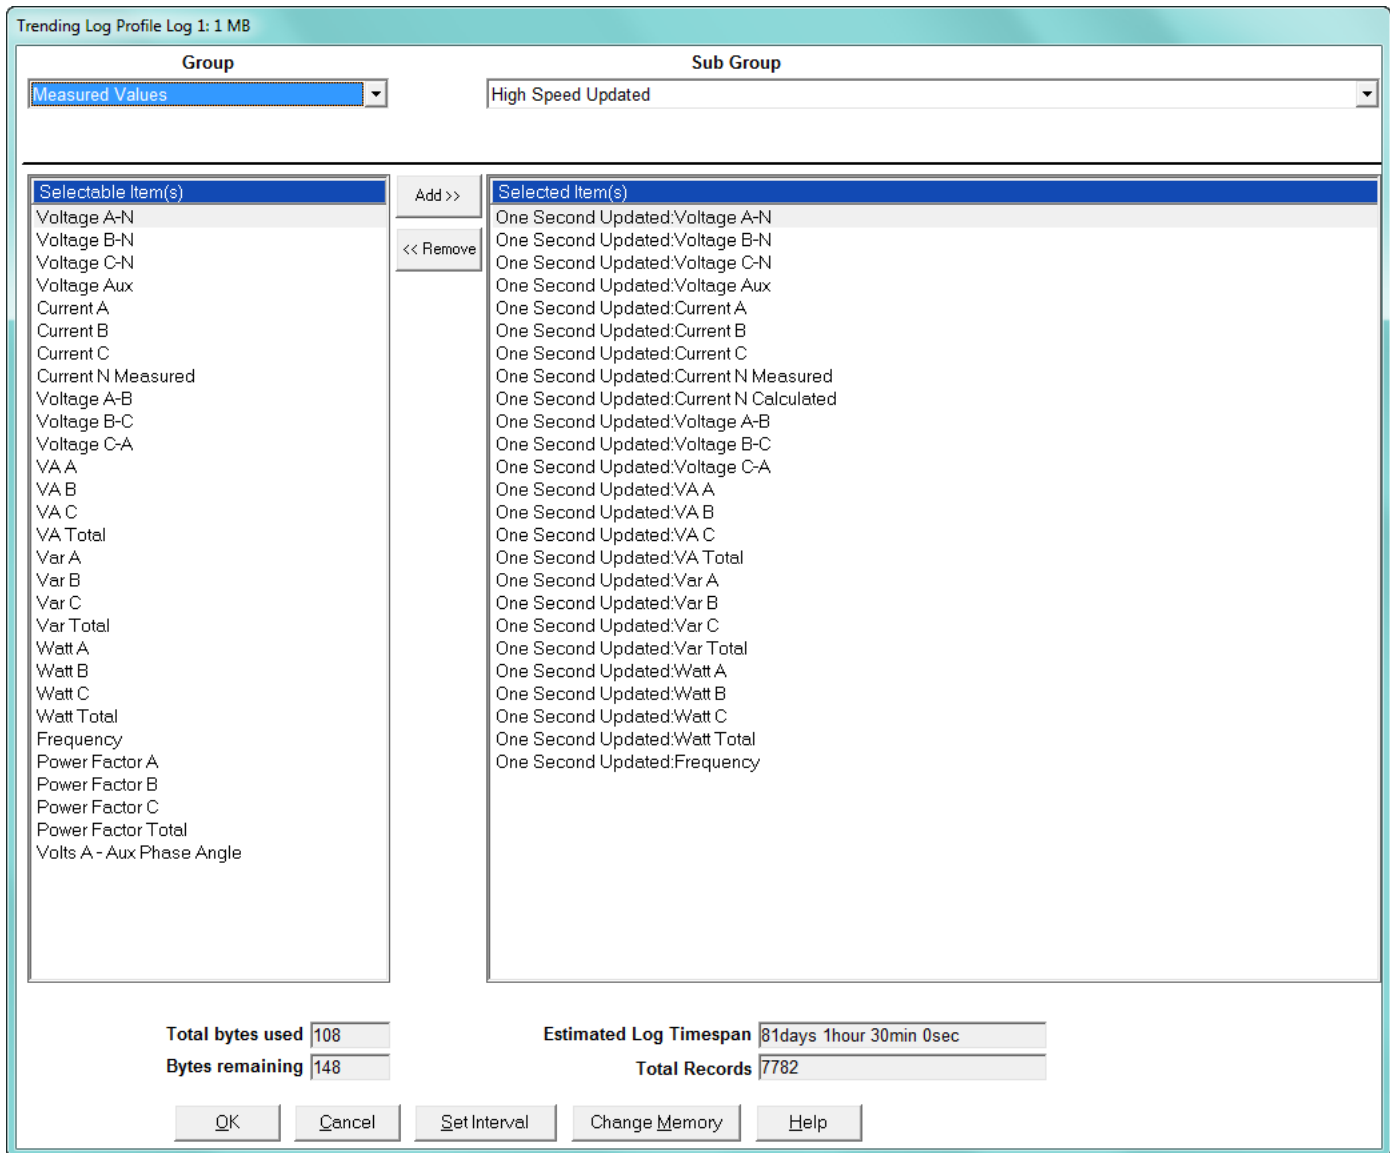 Trending Log Profile Log 1: 1 MB
Group
Sub Group
Measured Values
High Speed Updated
Selectable Item(s)
Voltage A-N
Voltage B-N
Voltage C-N
Voltage Aux
Current A
Current B
Current C
Current N Measured
Voltage A-B
Voltage B-C
Voltage C-A
VA A
VA B
VA C
VA Total
Var A
Var B
Var C
Var Total
Watt A
Watt B
Watt C
Watt Total
Frequency
Power Factor A
Power Factor B
Power Factor C
Power Factor Total
Volts A - Aux Phase Angle
Add >>
<< Remove
Selected Item(s)
One Second Updated:Voltage A-N
One Second Updated:Voltage B-N
One Second Updated:Voltage C-N
One Second Updated:Voltage Aux
One Second Updated:Current A
One Second Updated:Current B
One Second Updated:Current C
One Second Updated:Current N Measured
One Second Updated:Current N Calculated
One Second Updated:Voltage A-B
One Second Updated:Voltage B-C
One Second Updated:Voltage C-A
One Second Updated:VA A
One Second Updated:VA B
One Second Updated:VA C
One Second Updated:VA Total
One Second Updated:Var A
One Second Updated:Var B
One Second Updated:Var C
One Second Updated:Var Total
One Second Updated:Watt A
One Second Updated:Watt B
One Second Updated:Watt C
One Second Updated:Watt Total
One Second Updated:Frequency
Total bytes used 108
Bytes remaining 148
Estimated Log Timespan 81days 1hour 30min 0sec
Total Records 7782
OK
Cancel
Set Interval
Change Memory
Help